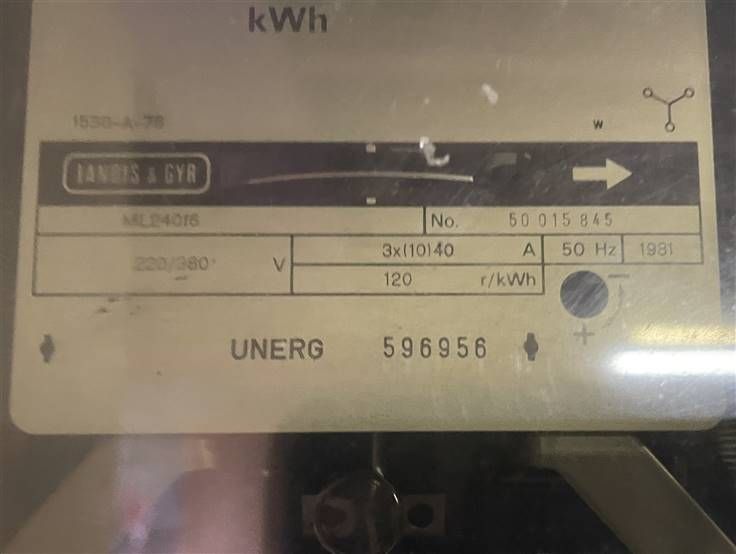 kWh
1538-A-78
W
LANDIS & GYR
ML240f6
No. 50 015 845
220/380 V
3x(10)40 A
50 Hz
1981
120 r/kWh
UNERG 596956